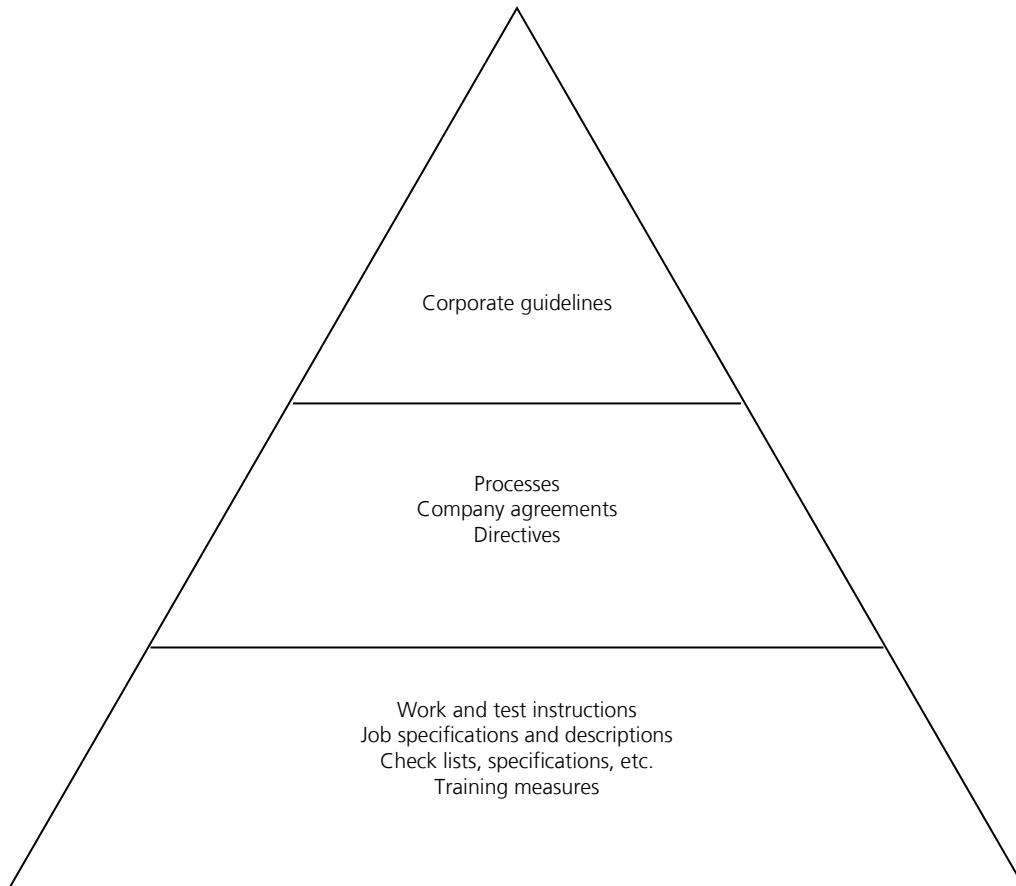 Corporate guidelines
Processes
Company agreements
Directives
Work and test instructions
Job specifications and descriptions
Check lists, specifications, etc.
Training measures